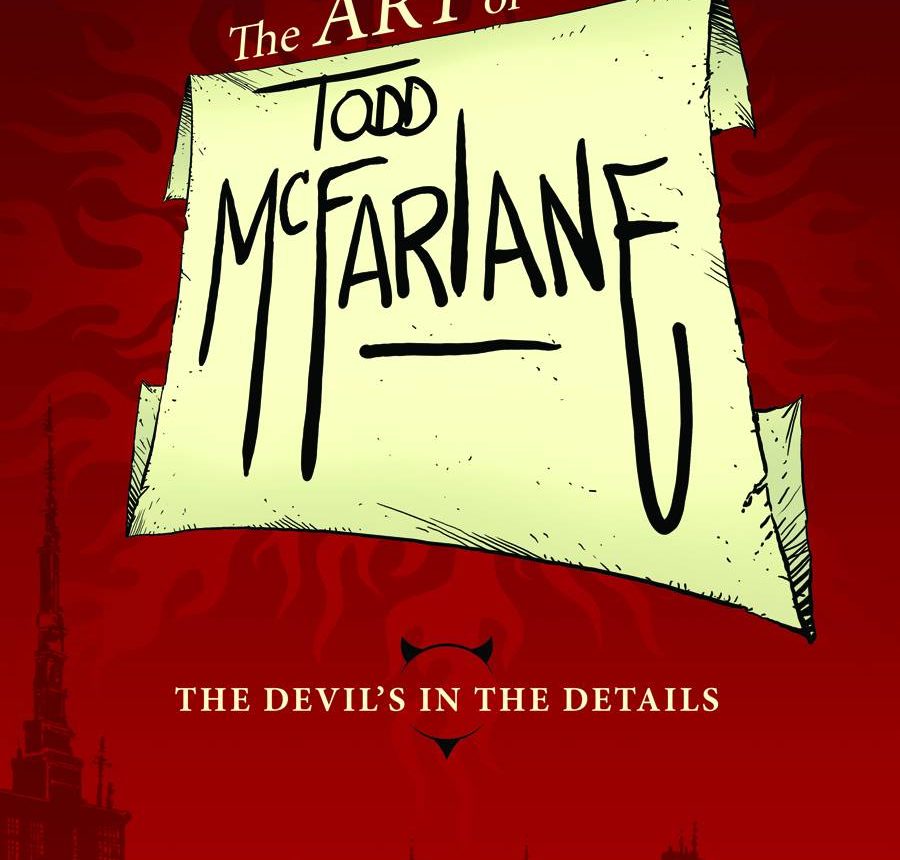 The ART of
TODD
McFARLANE
THE DEVIL'S IN THE DETAILS